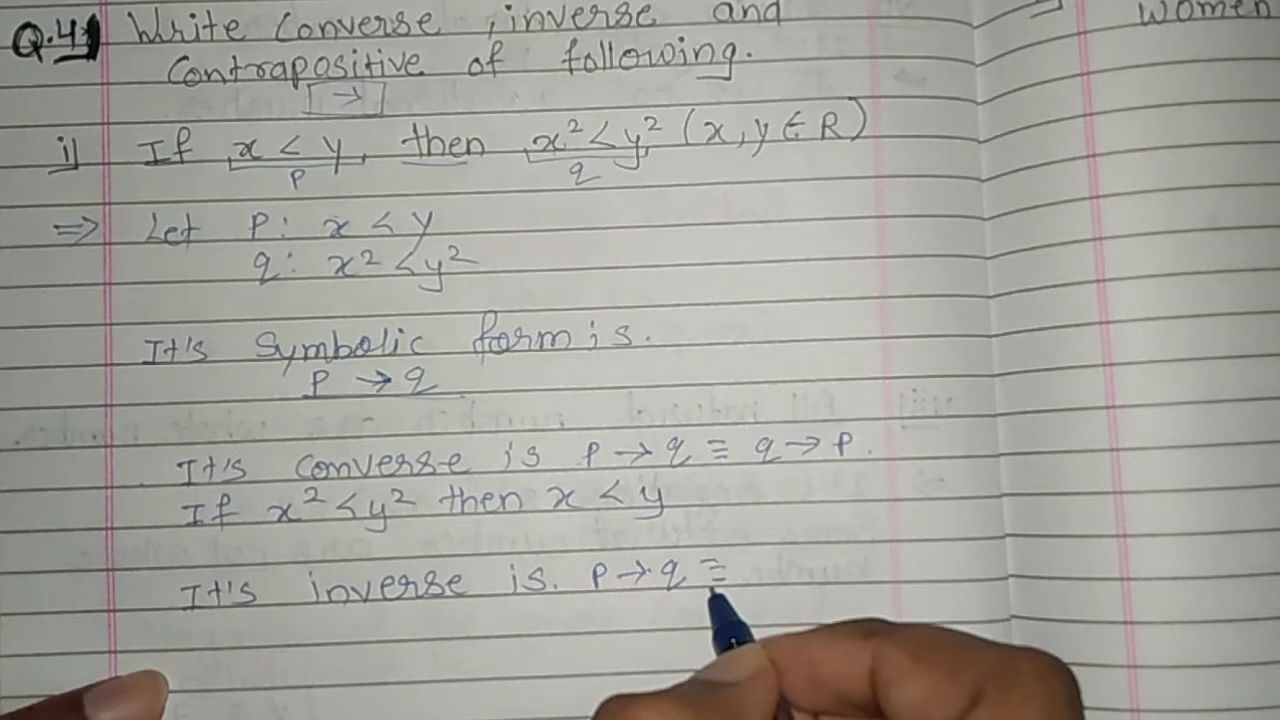 Q.4) Write Converse, inverse and
Contrapositive of following.
[→]
i) If x < y, then x² < y² (x, y ∈ R)
p q
⇒ Let P: x < y
q: x² < y²
It's Symbolic form is.
P → q
It's converse is P → q ≡ q → P.
If x² < y² then x < y
It's inverse is. P → q ≡
⇒ women